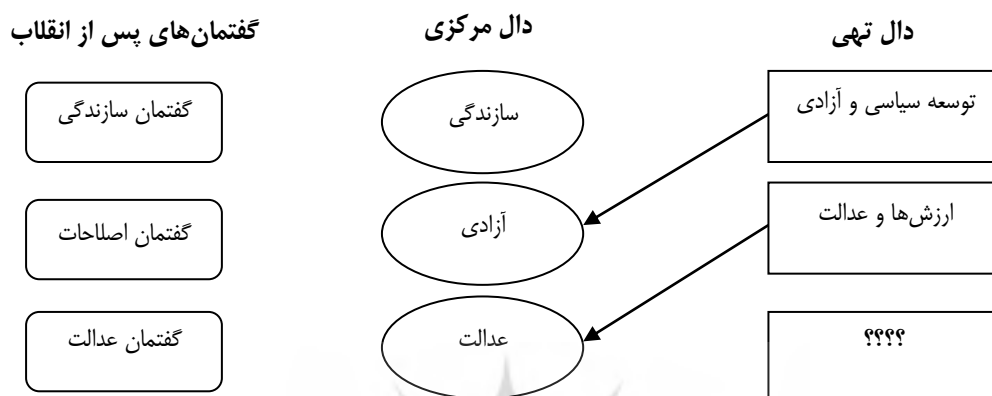 دال تهی
دال مرکزی
گفتمان‌های پس از انقلاب
توسعه سیاسی و آزادی
سازندگی
گفتمان سازندگی
ارزش‌ها و عدالت
آزادی
گفتمان اصلاحات
؟؟؟؟
عدالت
گفتمان عدالت